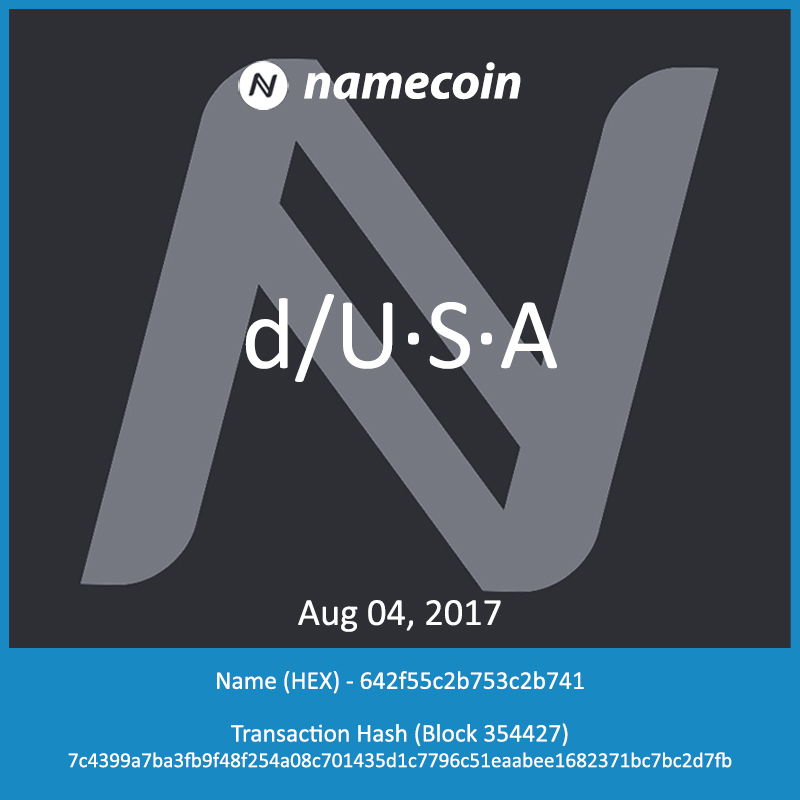 namecoin
d/U·S·A
Aug 04, 2017
Name (HEX) - 642f55c2b753c2b741
Transaction Hash (Block 354427)
7c4399a7ba3fb9f48f254a08c701435d1c7796c51eaabee1682371bc7bc2d7fb